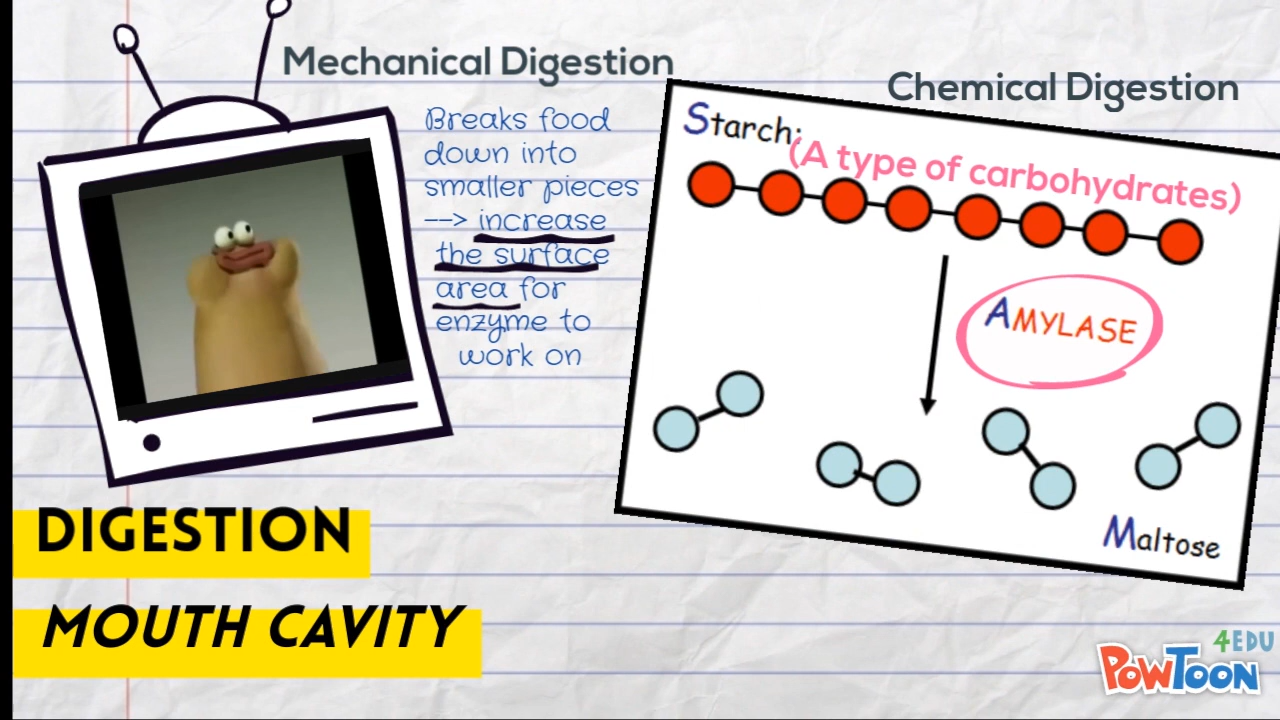 Mechanical Digestion
Breaks food
down into
smaller pieces
--> increase
the surface
area for
enzyme to
work on
Chemical Digestion
Starch:
(A type of carbohydrates)
AMYLASE
Maltose
DIGESTION
MOUTH CAVITY
4EDU
POWTOON